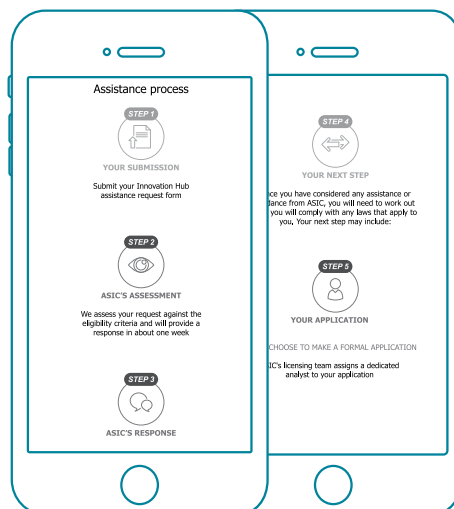 Assistance process
STEP 1
YOUR SUBMISSION
Submit your Innovation Hub
assistance request form
STEP 2
ASIC'S ASSESSMENT
We assess your request against the
eligibility criteria and will provide a
response in about one week
STEP 3
ASIC'S RESPONSE
STEP 4
YOUR NEXT STEP
ce you have considered any assistance or
dance from ASIC, you will need to work out
you will comply with any laws that apply to
you, Your next step may include:
STEP 5
YOUR APPLICATION
CHOOSE TO MAKE A FORMAL APPLICATION
IC's licensing team assigns a dedicated
analyst to your application